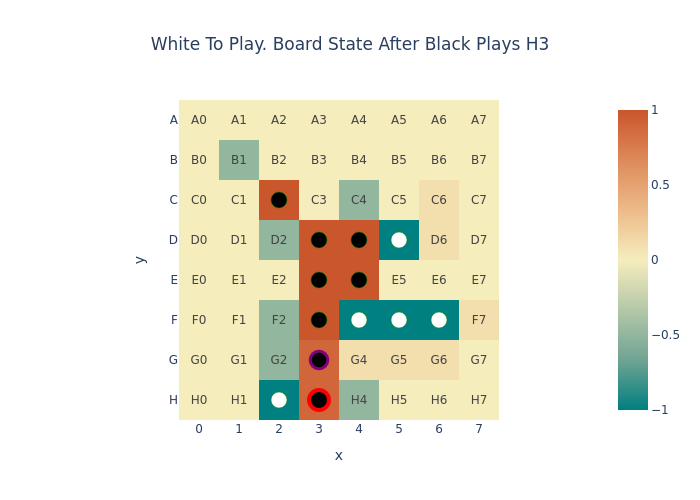 White To Play. Board State After Black Plays H3
A A0 A1 A2 A3 A4 A5 A6 A7
B B0 B1 B2 B3 B4 B5 B6 B7
C C0 C1 C3 C4 C5 C6 C7
D D0 D1 D2 D6 D7
E E0 E1 E2 E5 E6 E7
F F0 F1 F2 F7
G G0 G1 G2 G4 G5 G6 G7
H H0 H1 H4 H5 H6 H7
0 1 2 3 4 5 6 7
x
y
1
0.5
0
−0.5
−1